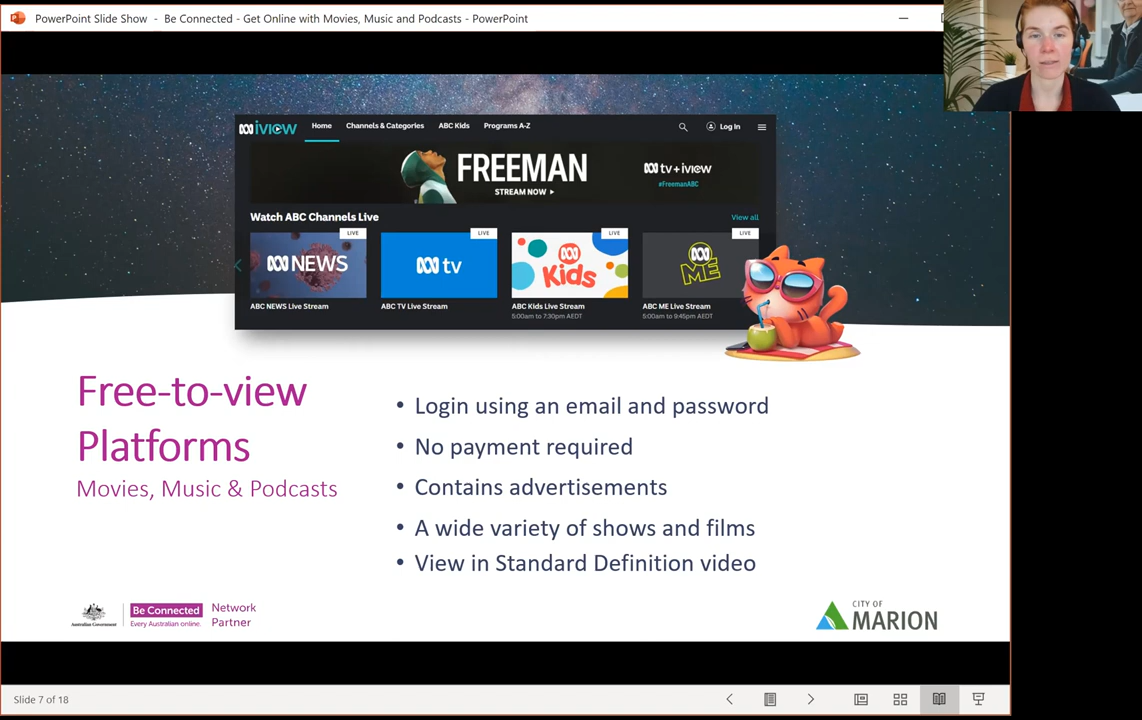 PowerPoint Slide Show - Be Connected - Get Online with Movies, Music and Podcasts - PowerPoint
iview Home Channels & Categories ABC Kids Programs A-Z Log In
FREEMAN
STREAM NOW
tv + iview
#FreemanABC
Watch ABC Channels Live View all
LIVE LIVE LIVE LIVE
NEWS tv Kids ME
ABC NEWS Live Stream ABC TV Live Stream ABC Kids Live Stream ABC ME Live Stream
5:00am to 7:30pm AEDT 5:00am to 9:45pm AEDT
Free-to-view
Platforms
Movies, Music & Podcasts
• Login using an email and password
• No payment required
• Contains advertisements
• A wide variety of shows and films
• View in Standard Definition video
Australian Government
Be Connected
Every Australian online.
Network
Partner
CITY OF
MARION
Slide 7 of 18